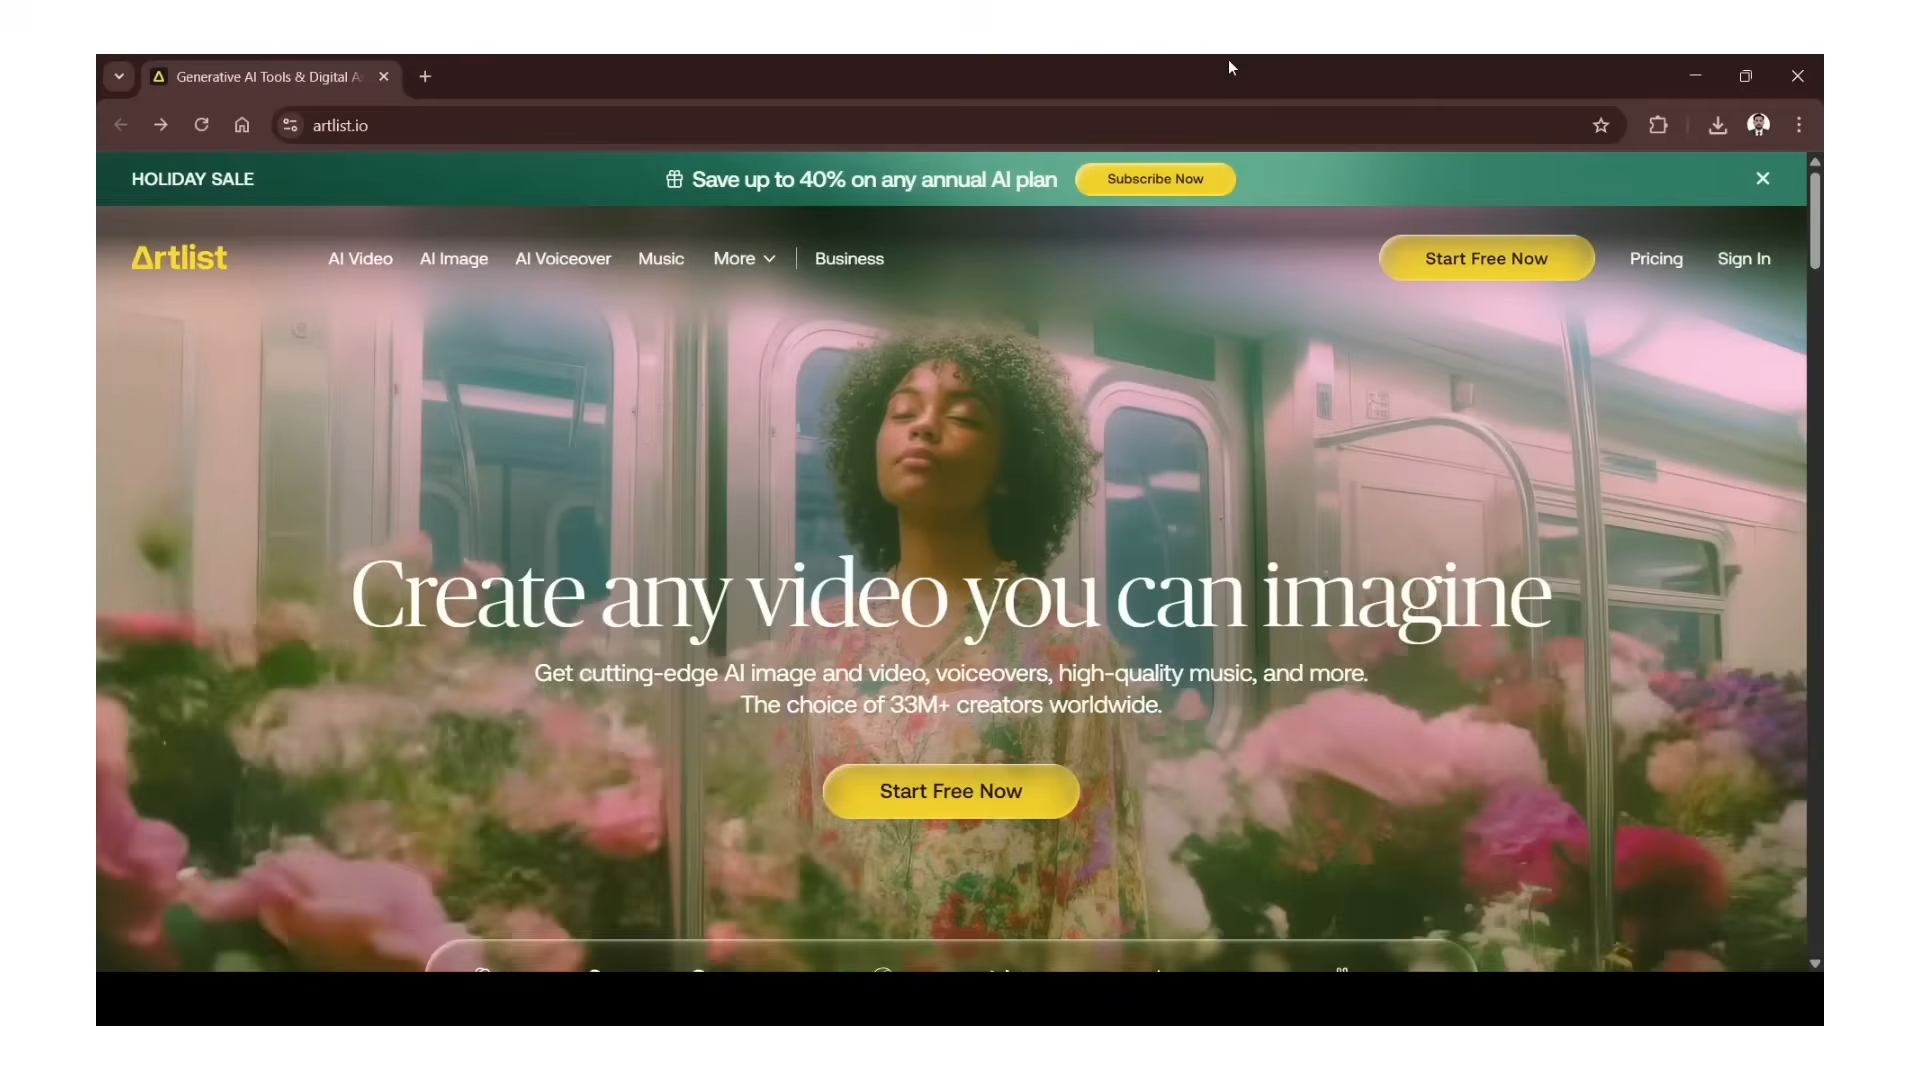 Generative AI Tools & Digital A
artlist.io
HOLIDAY SALE
Save up to 40% on any annual AI plan
Subscribe Now
Artlist
AI Video
AI Image
AI Voiceover
Music
More
Business
Start Free Now
Pricing
Sign In
Create any video you can imagine
Get cutting-edge AI image and video, voiceovers, high-quality music, and more.
The choice of 33M+ creators worldwide.
Start Free Now